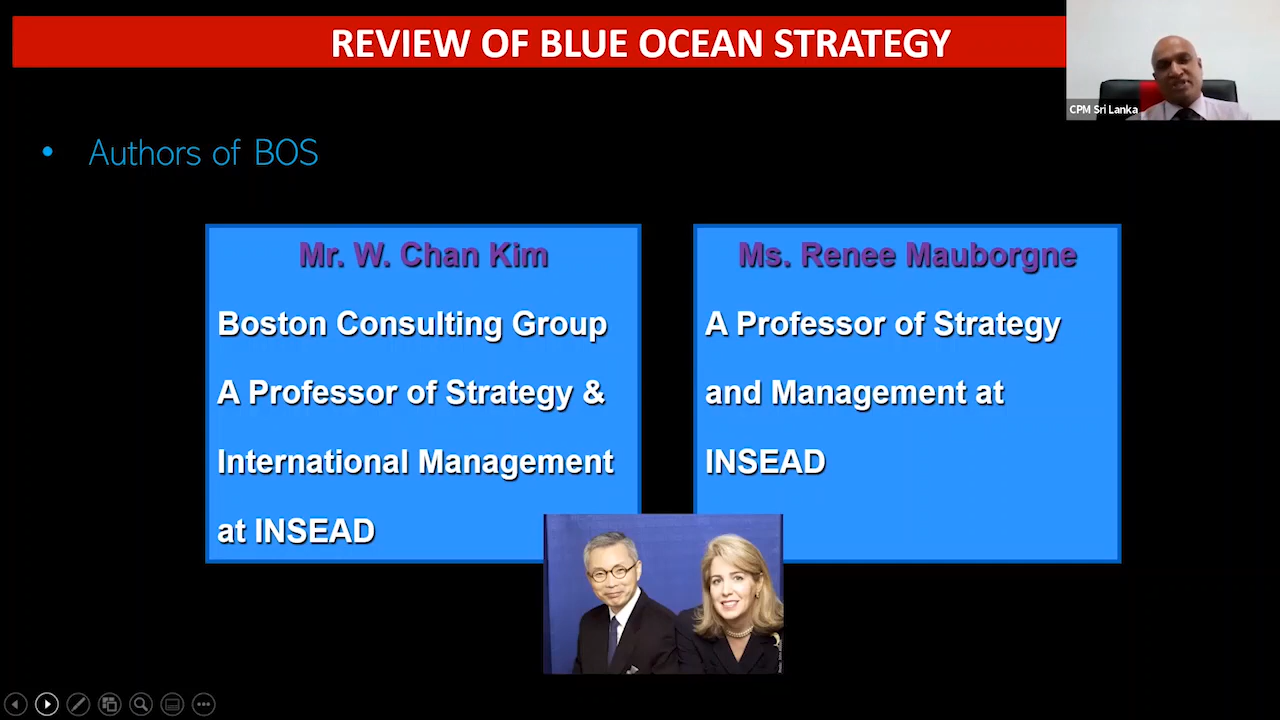 REVIEW OF BLUE OCEAN STRATEGY
CPM Sri Lanka
• Authors of BOS
Mr. W. Chan Kim
Boston Consulting Group
A Professor of Strategy &
International Management
at INSEAD
Ms. Renee Mauborgne
A Professor of Strategy
and Management at
INSEAD